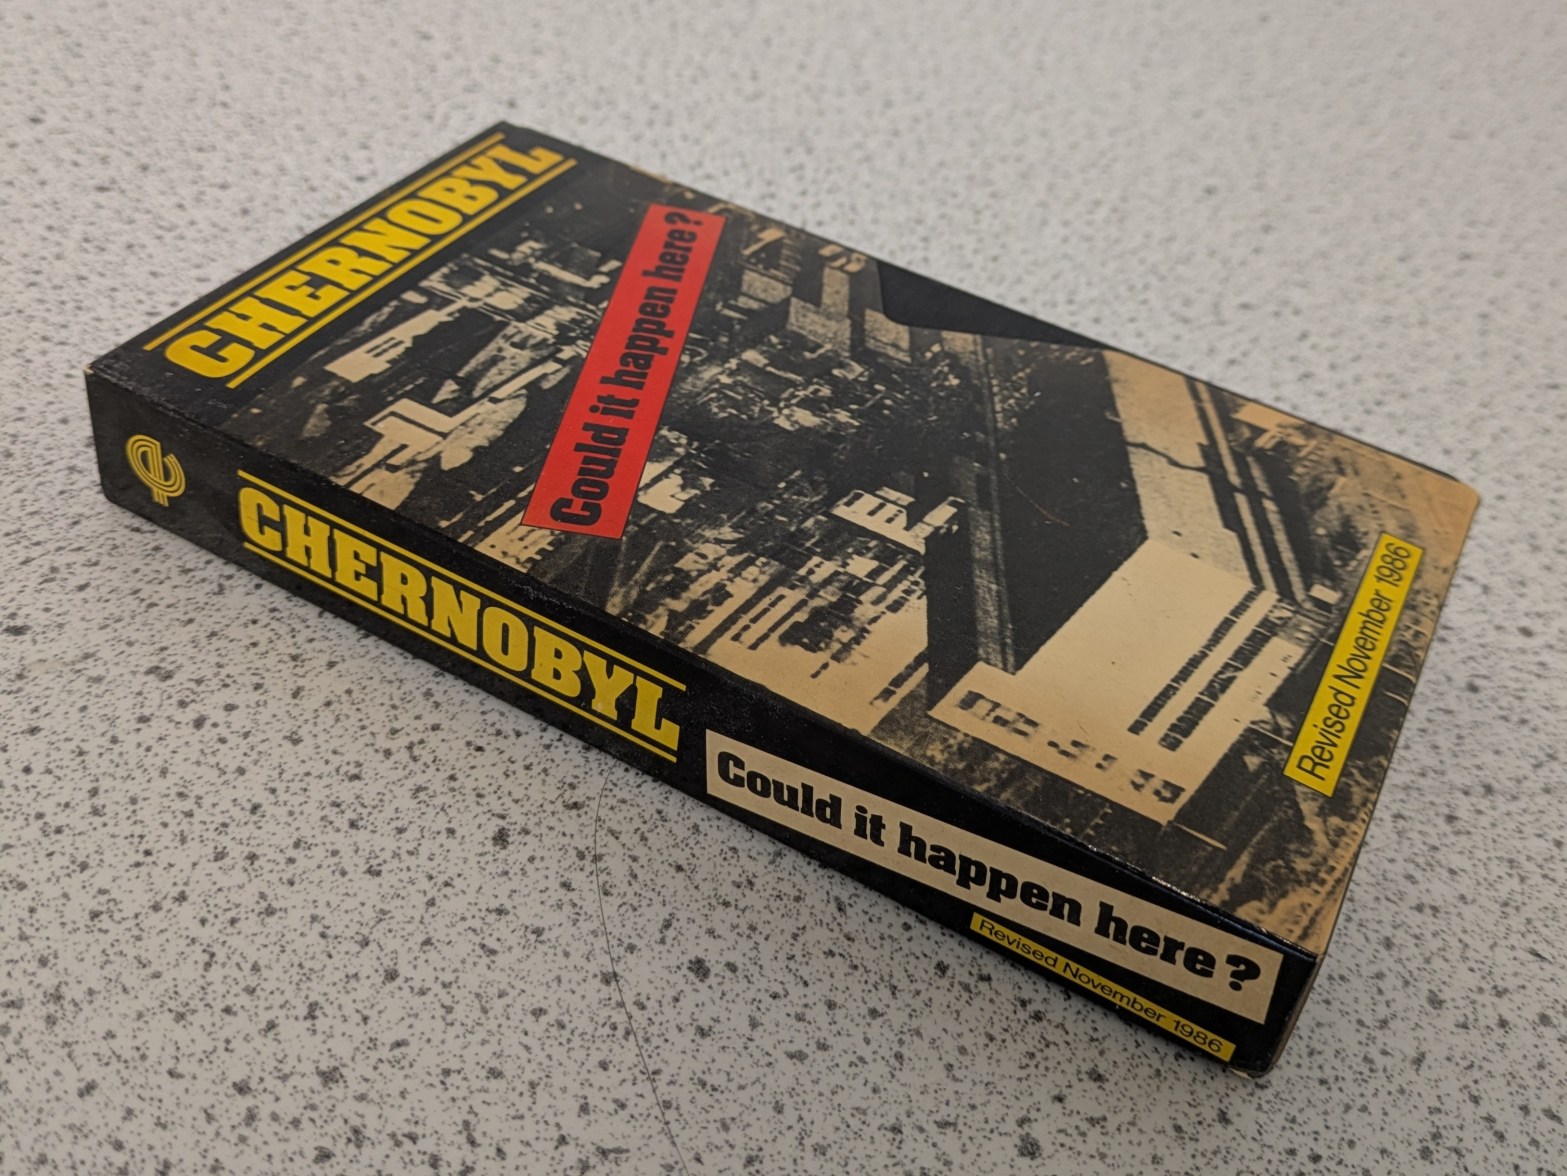 CHERNOBYL
Could it happen here?
Revised November 1986
CHERNOBYL
Could it happen here?
Revised November 1986